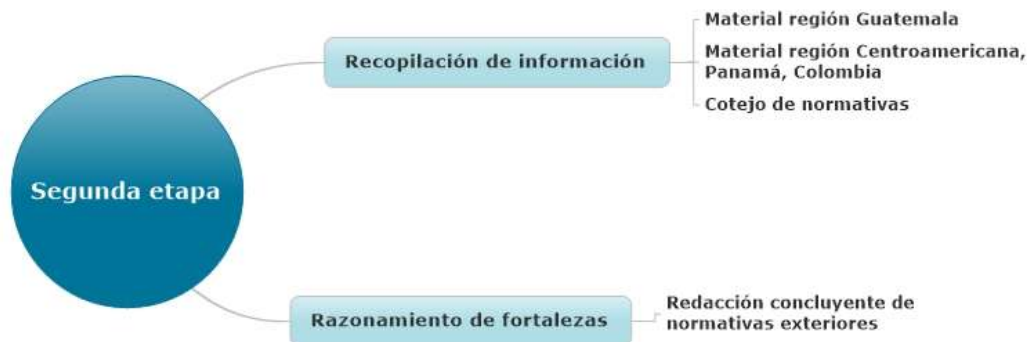 Segunda etapa
Recopilación de información
Material región Guatemala
Material región Centroamericana,
Panamá, Colombia
Cotejo de normativas
Razonamiento de fortalezas
Redacción concluyente de
normativas exteriores